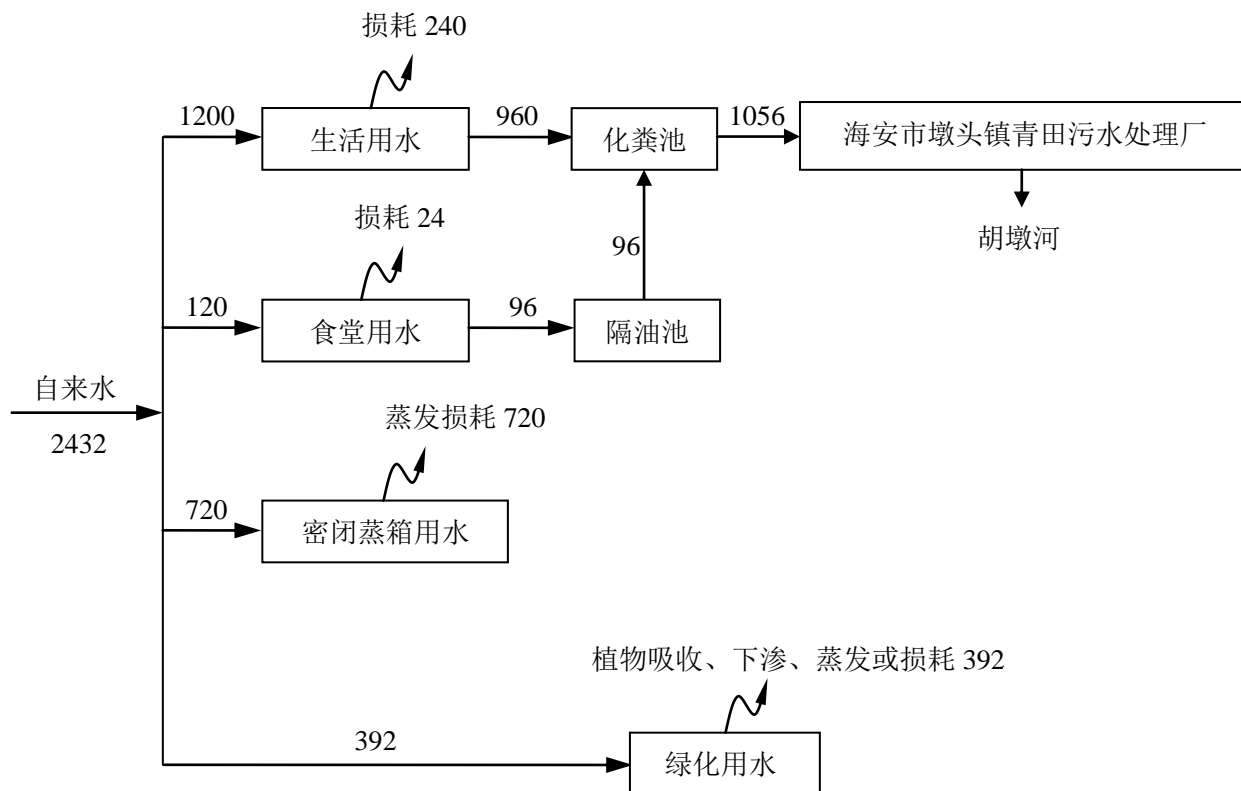 损耗 240
1200
生活用水
960
化粪池
1056
海安市墩头镇青田污水处理厂
胡墩河
损耗 24
120
食堂用水
96
隔油池
96
自来水
2432
蒸发损耗 720
720
密闭蒸箱用水
植物吸收、下渗、蒸发或损耗 392
392
绿化用水